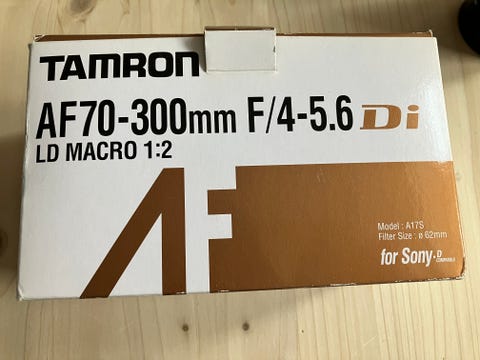 TAMRON
AF70-300mm F/4-5.6 Di
LD MACRO 1:2
AF
Model : A17S
Filter Size : ø 62mm
for Sony-D
COMPATIBLE